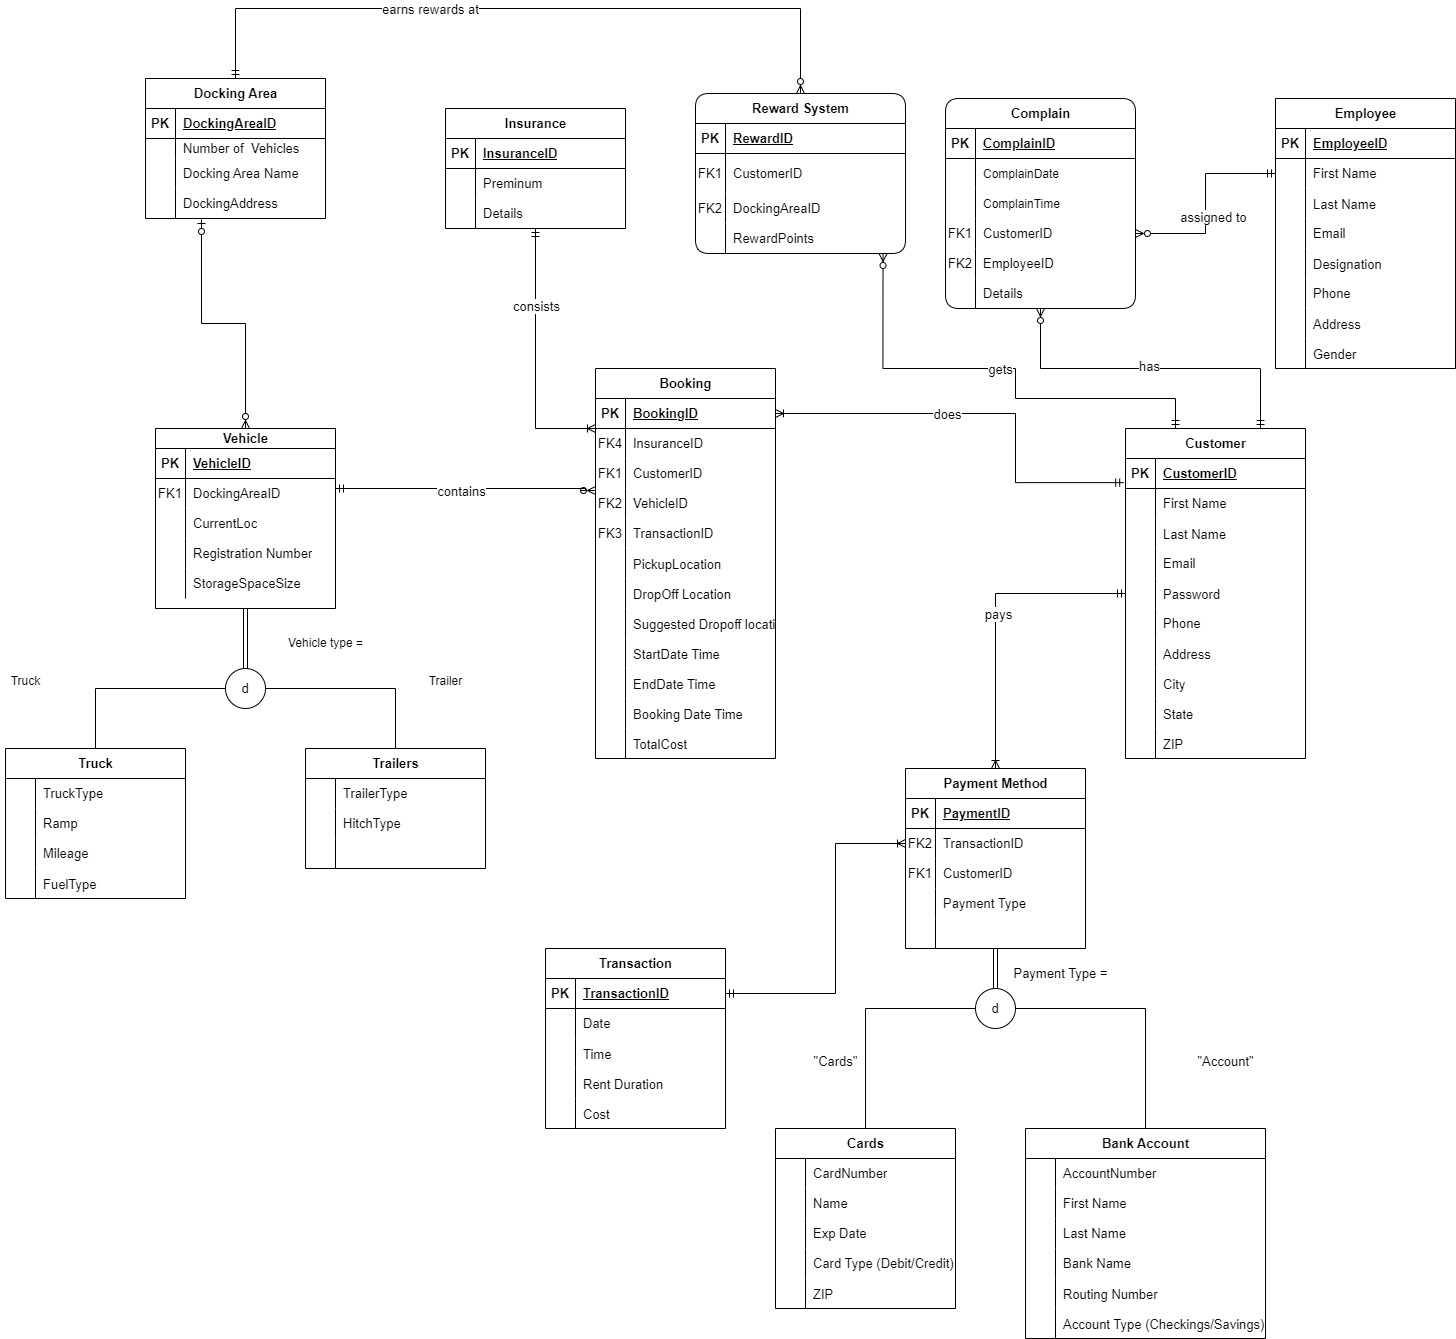 earns rewards at
Docking Area
PK DockingAreaID
Number of Vehicles
Docking Area Name
DockingAddress
Insurance
PK InsuranceID
Preminum
Details
Reward System
PK RewardID
FK1 CustomerID
FK2 DockingAreaID
RewardPoints
Complain
PK ComplainID
ComplainDate
ComplainTime
FK1 CustomerID
FK2 EmployeeID
Details
Employee
PK EmployeeID
First Name
Last Name
Email
Designation
Phone
Address
Gender
assigned to
consists
gets
has
does
contains
pays
Vehicle
PK VehicleID
FK1 DockingAreaID
CurrentLoc
Registration Number
StorageSpaceSize
Booking
PK BookingID
FK4 InsuranceID
FK1 CustomerID
FK2 VehicleID
FK3 TransactionID
PickupLocation
DropOff Location
Suggested Dropoff locati
StartDate Time
EndDate Time
Booking Date Time
TotalCost
Customer
PK CustomerID
First Name
Last Name
Email
Password
Phone
Address
City
State
ZIP
Vehicle type =
d
Truck
Trailer
Truck
TruckType
Ramp
Mileage
FuelType
Trailers
TrailerType
HitchType
Payment Method
PK PaymentID
FK2 TransactionID
FK1 CustomerID
Payment Type
Transaction
PK TransactionID
Date
Time
Rent Duration
Cost
Payment Type =
d
"Cards"
"Account"
Cards
CardNumber
Name
Exp Date
Card Type (Debit/Credit)
ZIP
Bank Account
AccountNumber
First Name
Last Name
Bank Name
Routing Number
Account Type (Checkings/Savings)